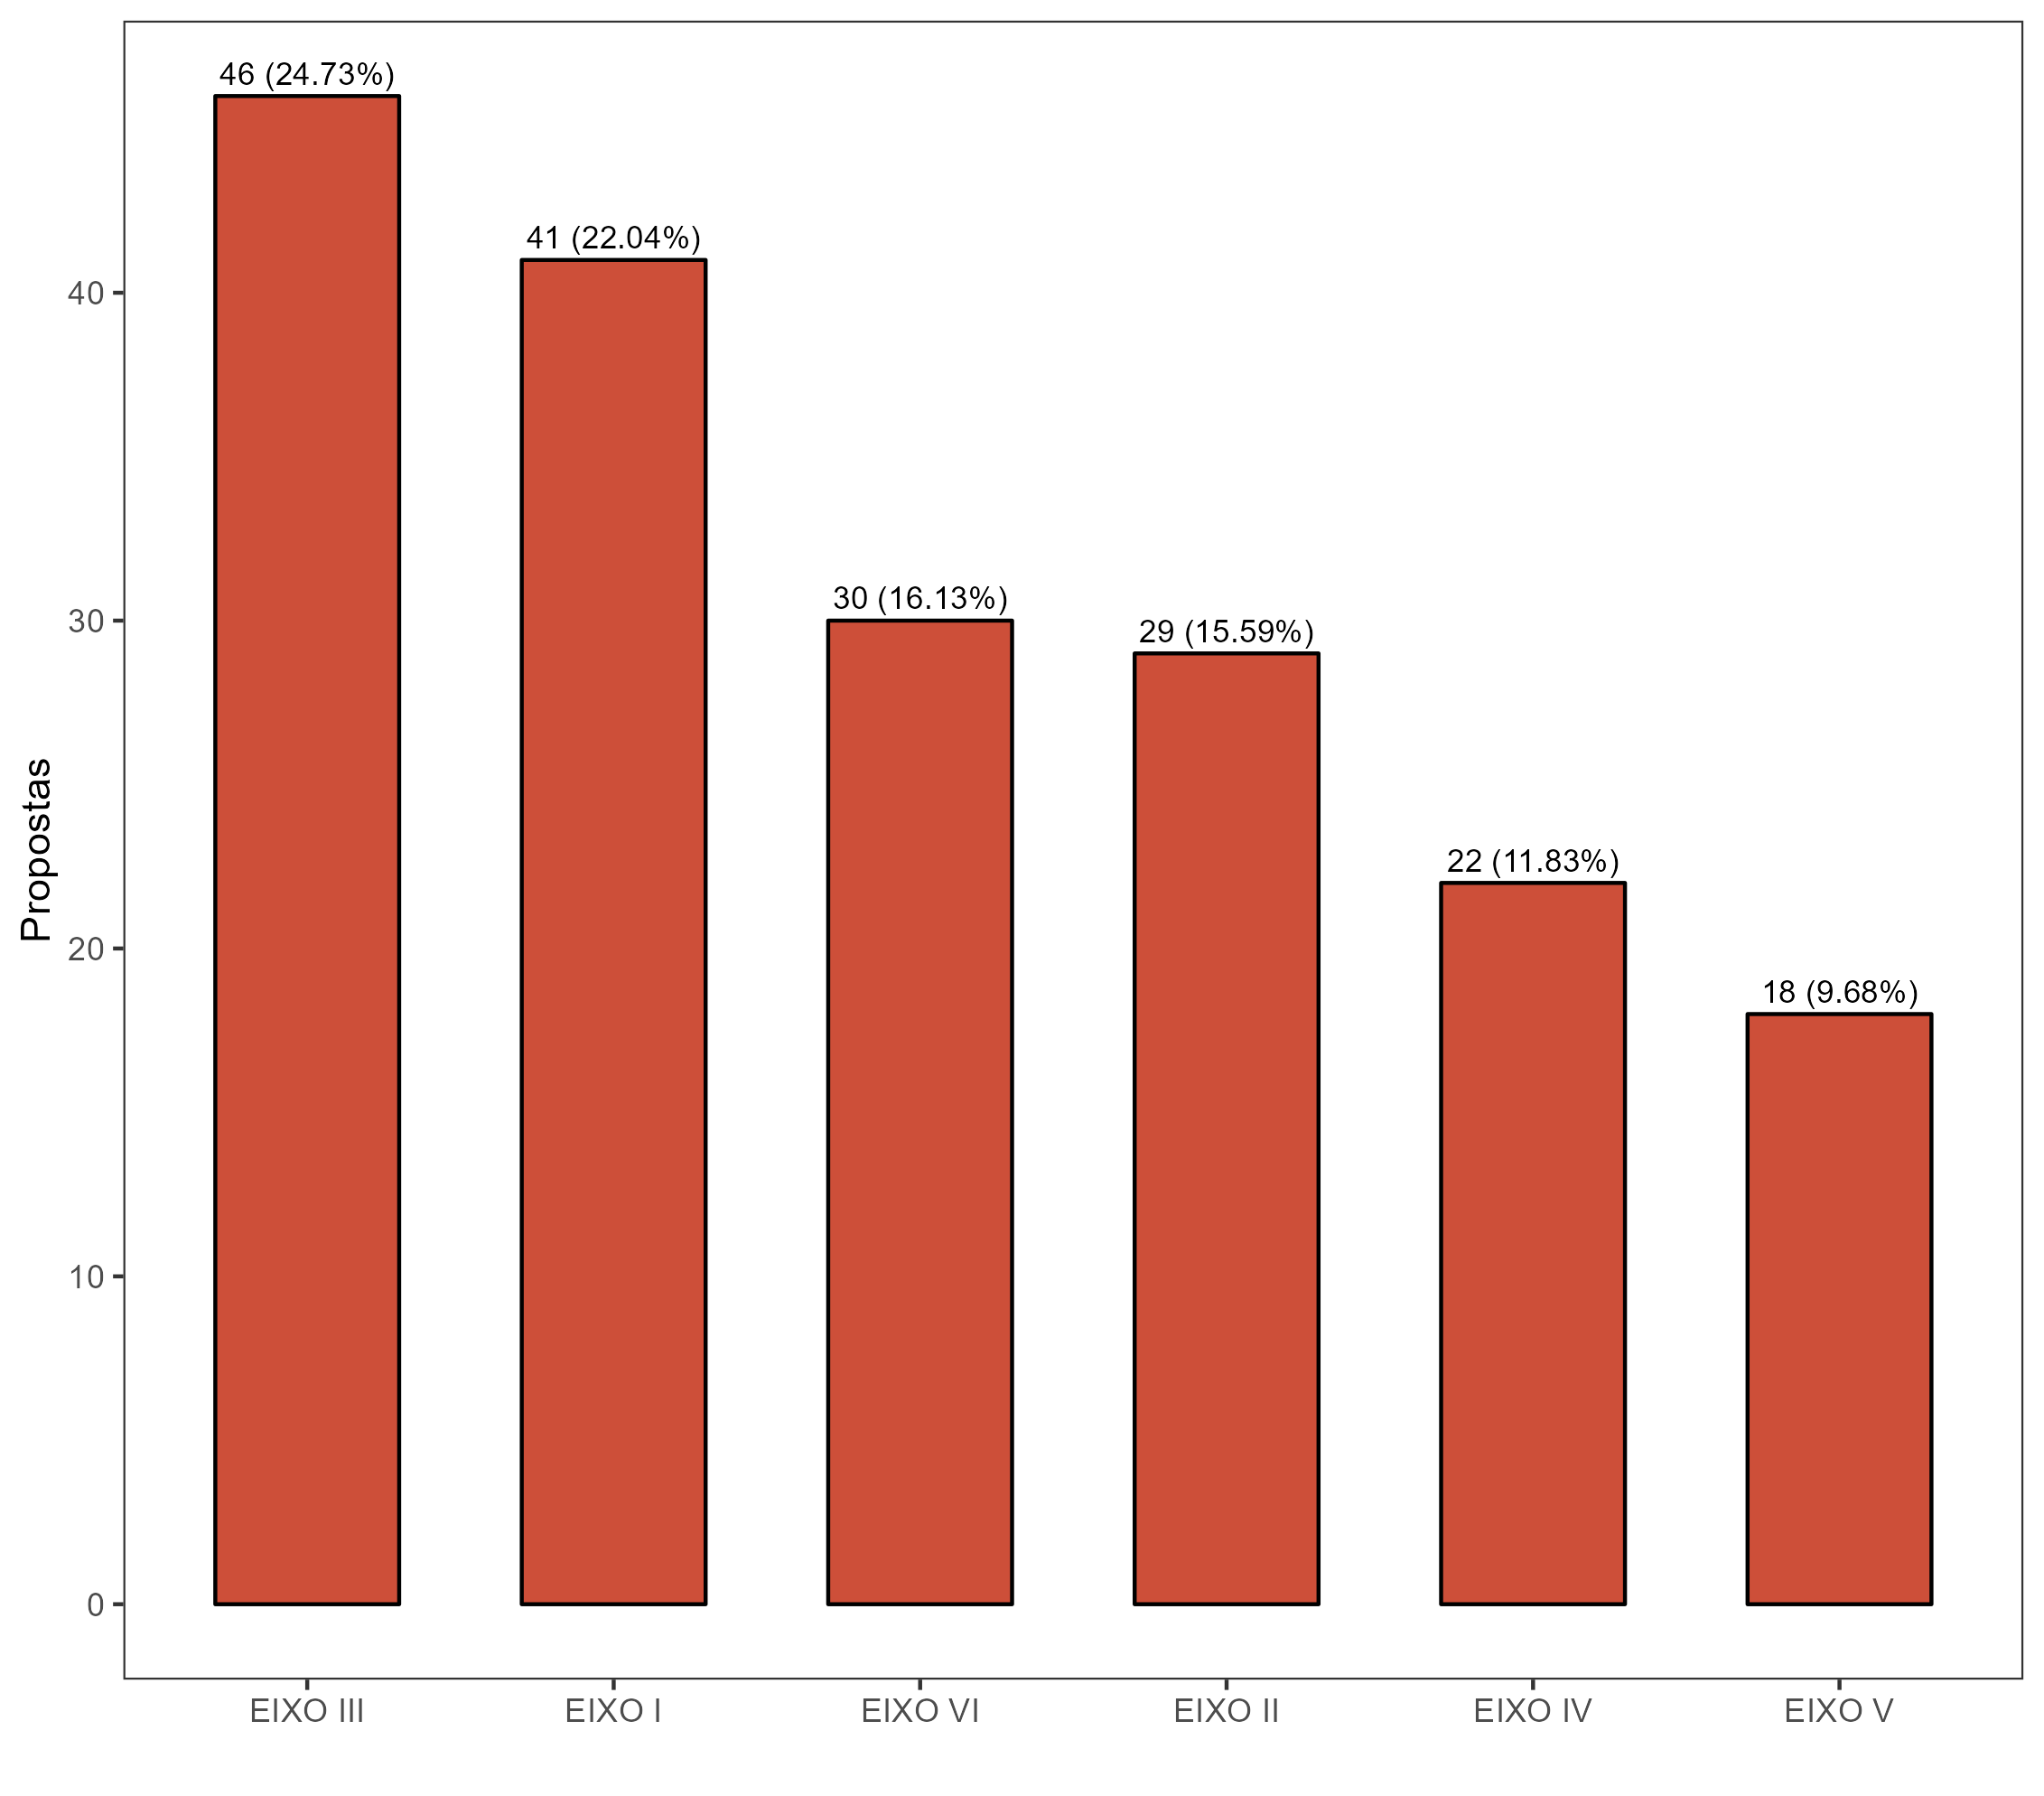 46 (24.73%)
41 (22.04%)
30 (16.13%)
29 (15.59%)
22 (11.83%)
18 (9.68%)
40
30
20
10
0
Propostas
EIXO III
EIXO I
EIXO VI
EIXO II
EIXO IV
EIXO V